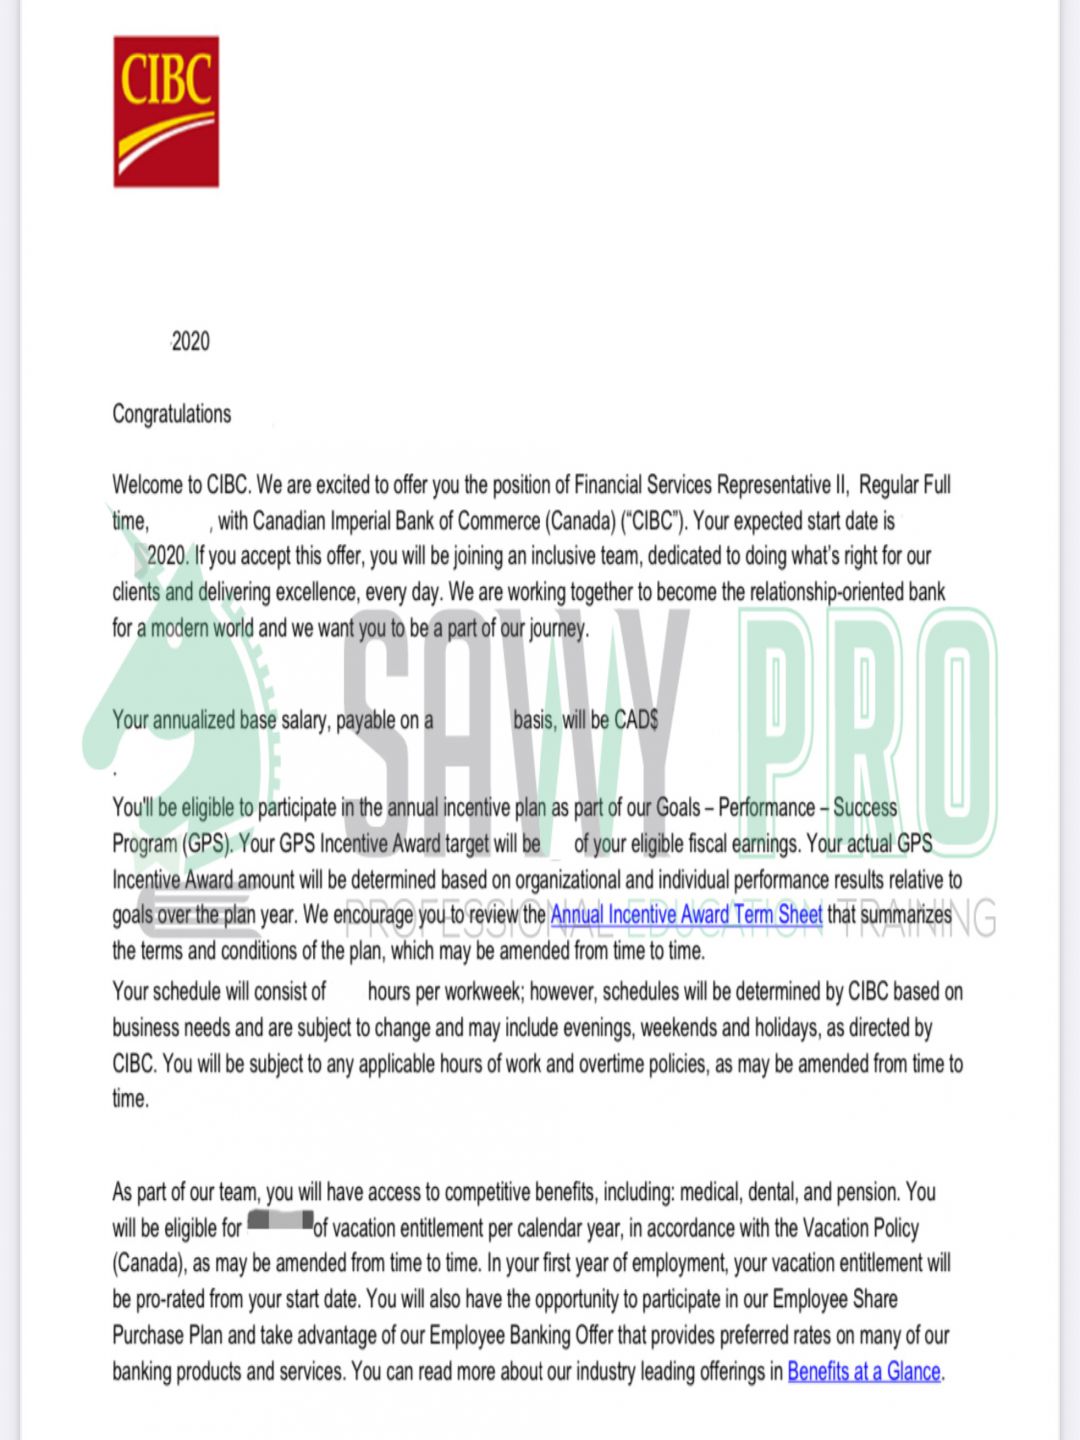 CIBC
2020
Congratulations
Welcome to CIBC. We are excited to offer you the position of Financial Services Representative II, Regular Full
time, , with Canadian Imperial Bank of Commerce (Canada) (“CIBC”). Your expected start date is
2020. If you accept this offer, you will be joining an inclusive team, dedicated to doing what’s right for our
clients and delivering excellence, every day. We are working together to become the relationship-oriented bank
for a modern world and we want you to be a part of our journey.
SAVVY PRO
Your annualized base salary, payable on a basis, will be CAD$
.
You'll be eligible to participate in the annual incentive plan as part of our Goals – Performance – Success
Program (GPS). Your GPS Incentive Award target will be of your eligible fiscal earnings. Your actual GPS
Incentive Award amount will be determined based on organizational and individual performance results relative to
goals over the plan year. We encourage you to review the Annual Incentive Award Term Sheet that summarizes
PROFESSIONAL EDUCATION TRAINING
the terms and conditions of the plan, which may be amended from time to time.
Your schedule will consist of hours per workweek; however, schedules will be determined by CIBC based on
business needs and are subject to change and may include evenings, weekends and holidays, as directed by
CIBC. You will be subject to any applicable hours of work and overtime policies, as may be amended from time to
time.
As part of our team, you will have access to competitive benefits, including: medical, dental, and pension. You
will be eligible for of vacation entitlement per calendar year, in accordance with the Vacation Policy
(Canada), as may be amended from time to time. In your first year of employment, your vacation entitlement will
be pro-rated from your start date. You will also have the opportunity to participate in our Employee Share
Purchase Plan and take advantage of our Employee Banking Offer that provides preferred rates on many of our
banking products and services. You can read more about our industry leading offerings in Benefits at a Glance.